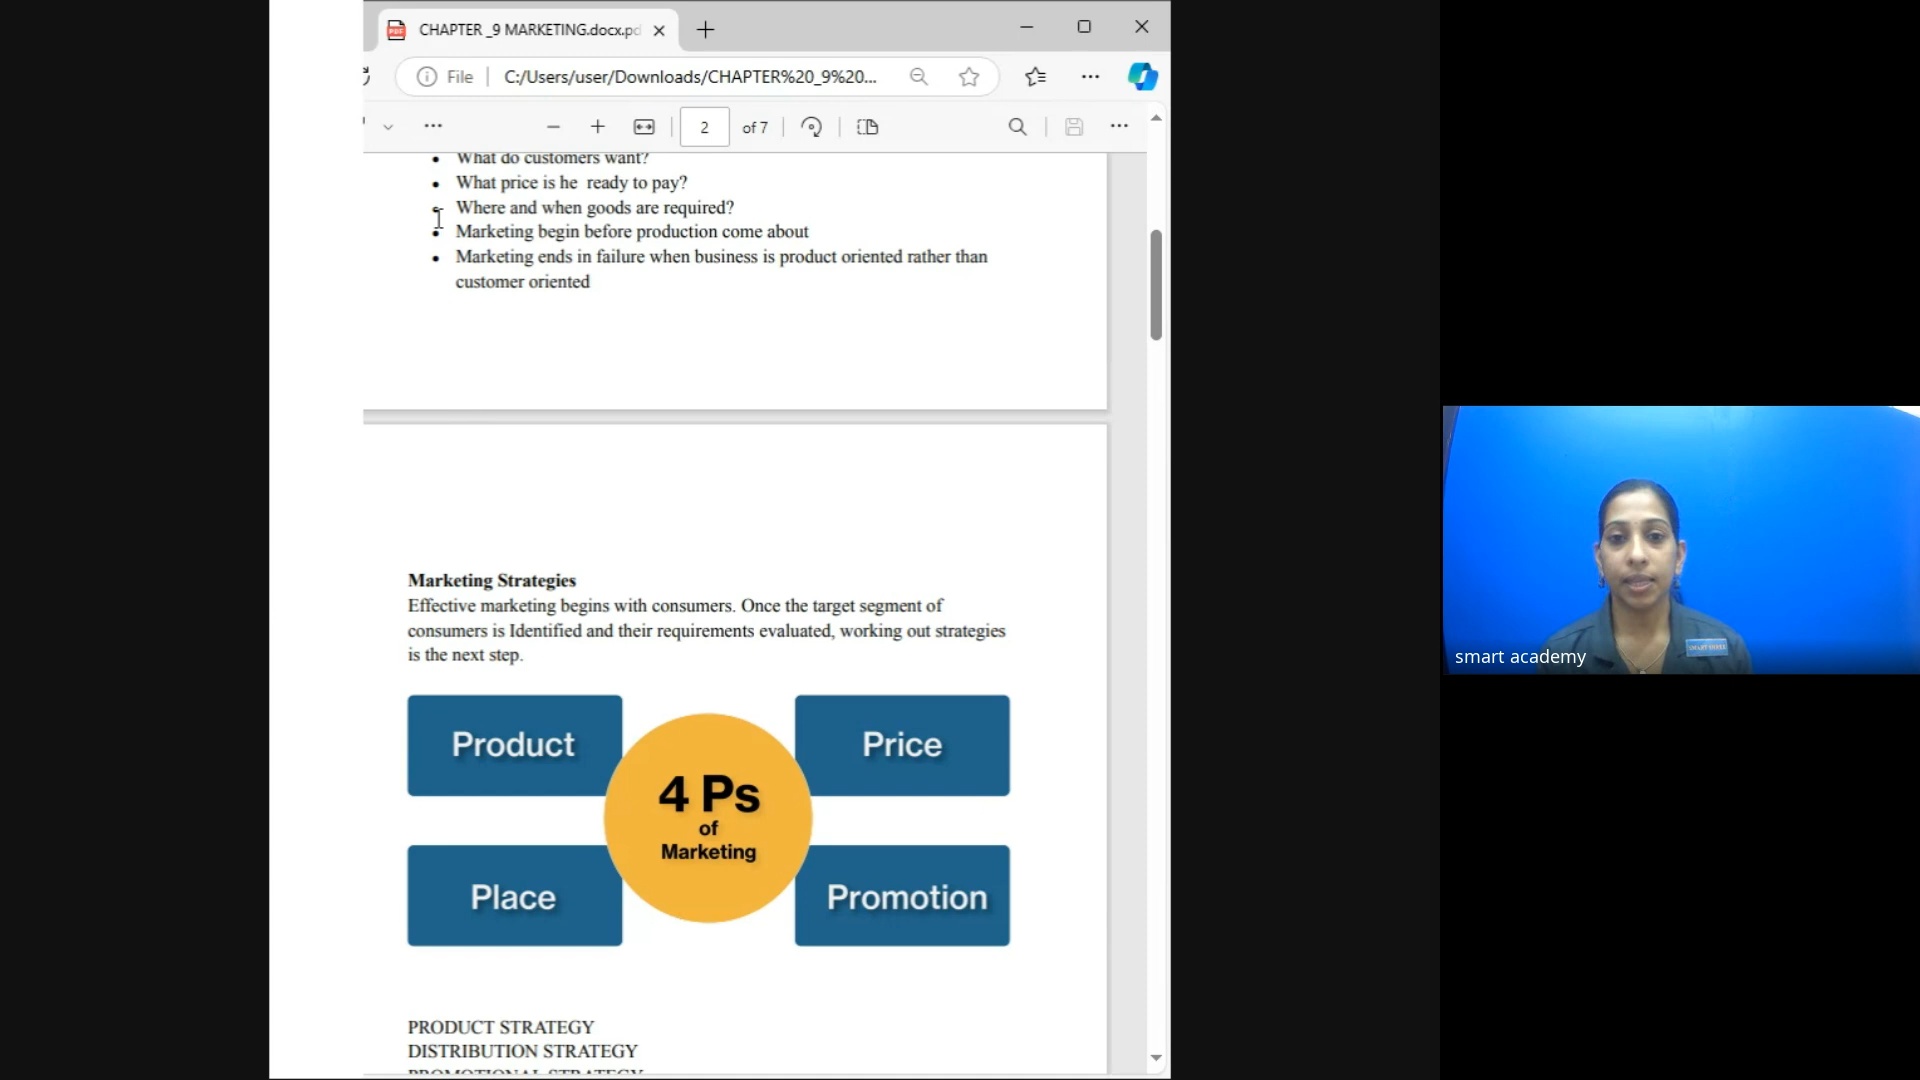 CHAPTER _9 MARKETING.docx.pd
File
C:/Users/user/Downloads/CHAPTER%20_9%20...
2 of 7
What do customers want?
• What price is he ready to pay?
Where and when goods are required?
• Marketing begin before production come about
• Marketing ends in failure when business is product oriented rather than
customer oriented
Marketing Strategies
Effective marketing begins with consumers. Once the target segment of
consumers is Identified and their requirements evaluated, working out strategies
is the next step.
Product
Price
4 Ps
of
Marketing
Place
Promotion
PRODUCT STRATEGY
DISTRIBUTION STRATEGY
PROMOTIONAL STRATEGY
smart academy